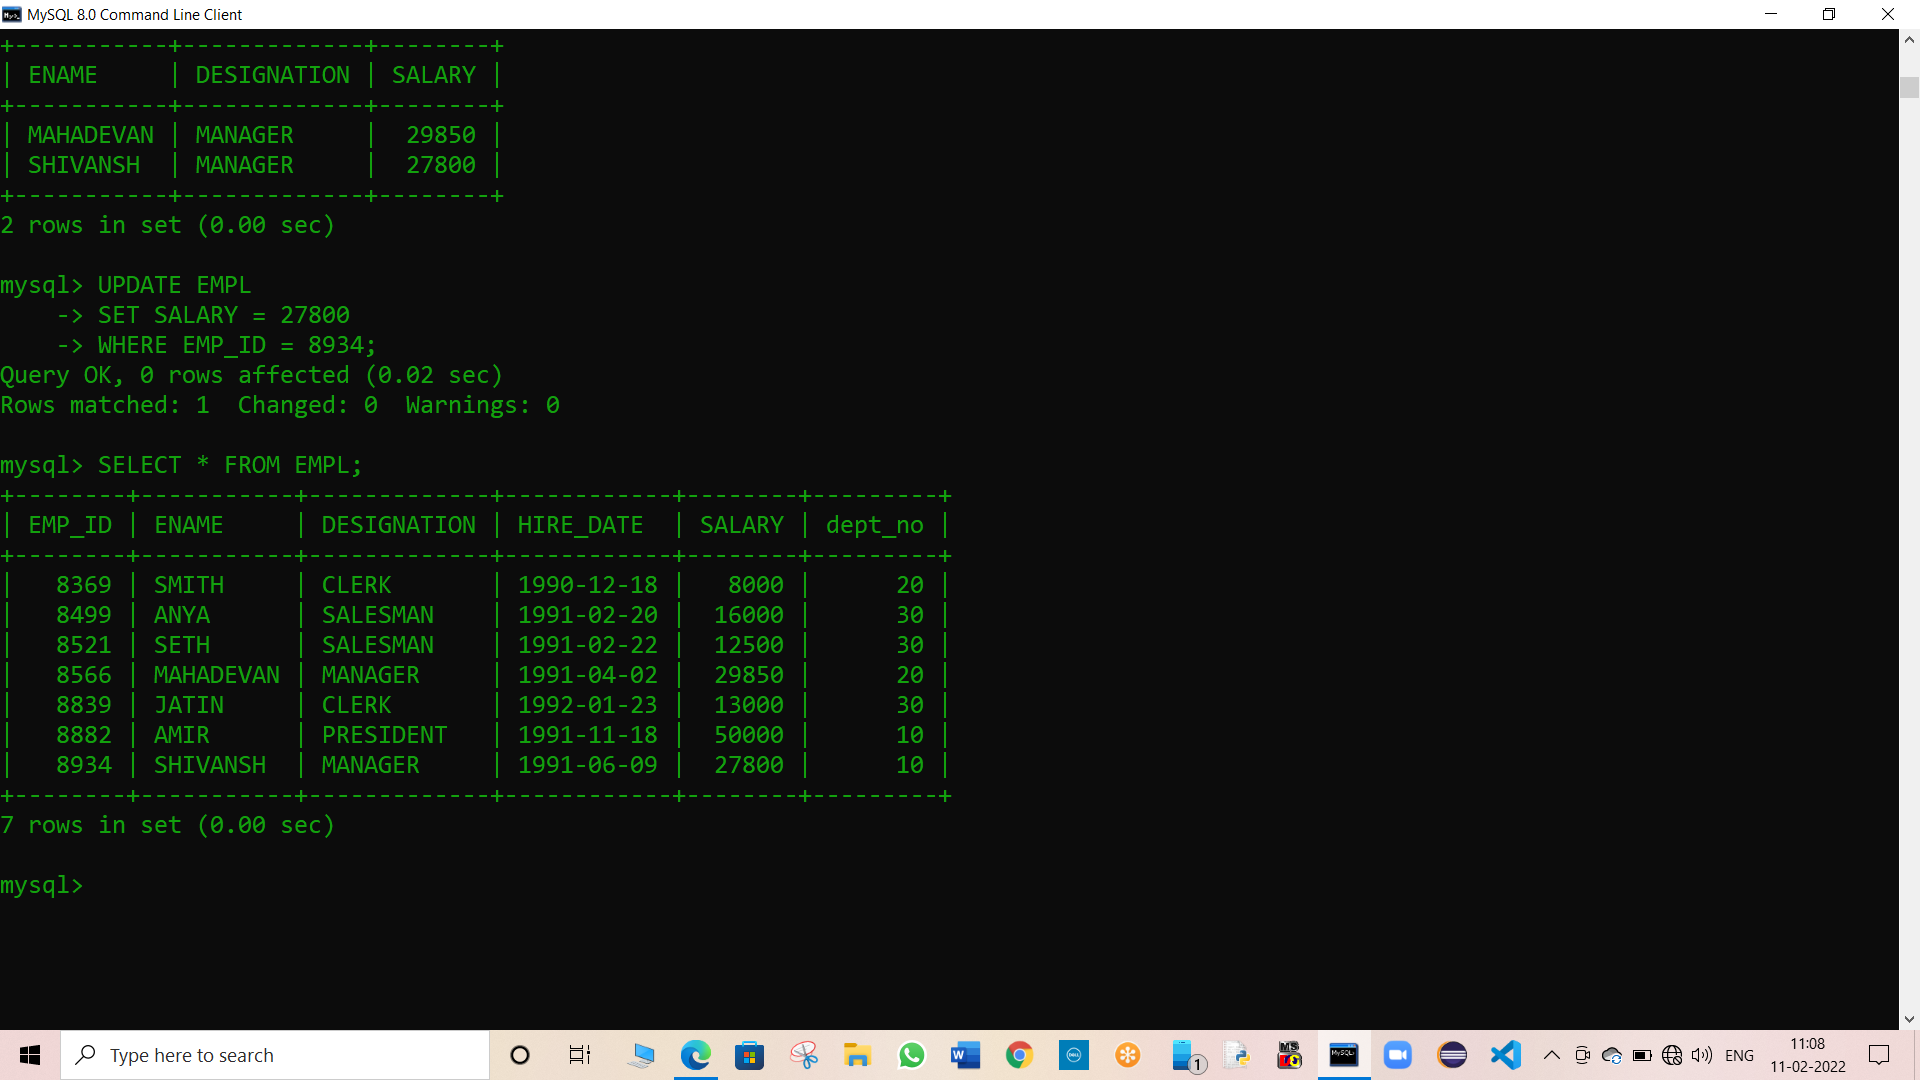 MySQL 8.0 Command Line Client
+-----------+-------------+--------+
| ENAME     | DESIGNATION | SALARY |
+-----------+-------------+--------+
| MAHADEVAN | MANAGER     |  29850 |
| SHIVANSH  | MANAGER     |  27800 |
+-----------+-------------+--------+
2 rows in set (0.00 sec)
mysql> UPDATE EMPL
    -> SET SALARY = 27800
    -> WHERE EMP_ID = 8934;
Query OK, 0 rows affected (0.02 sec)
Rows matched: 1  Changed: 0  Warnings: 0
mysql> SELECT * FROM EMPL;
+--------+-----------+-------------+------------+--------+---------+
| EMP_ID | ENAME     | DESIGNATION | HIRE_DATE  | SALARY | dept_no |
+--------+-----------+-------------+------------+--------+---------+
|   8369 | SMITH     | CLERK       | 1990-12-18 |   8000 |      20 |
|   8499 | ANYA      | SALESMAN    | 1991-02-20 |  16000 |      30 |
|   8521 | SETH      | SALESMAN    | 1991-02-22 |  12500 |      30 |
|   8566 | MAHADEVAN | MANAGER     | 1991-04-02 |  29850 |      20 |
|   8839 | JATIN     | CLERK       | 1992-01-23 |  13000 |      30 |
|   8882 | AMIR      | PRESIDENT   | 1991-11-18 |  50000 |      10 |
|   8934 | SHIVANSH  | MANAGER     | 1991-06-09 |  27800 |      10 |
+--------+-----------+-------------+------------+--------+---------+
7 rows in set (0.00 sec)
mysql>
Type here to search
1
ENG
11:08
11-02-2022